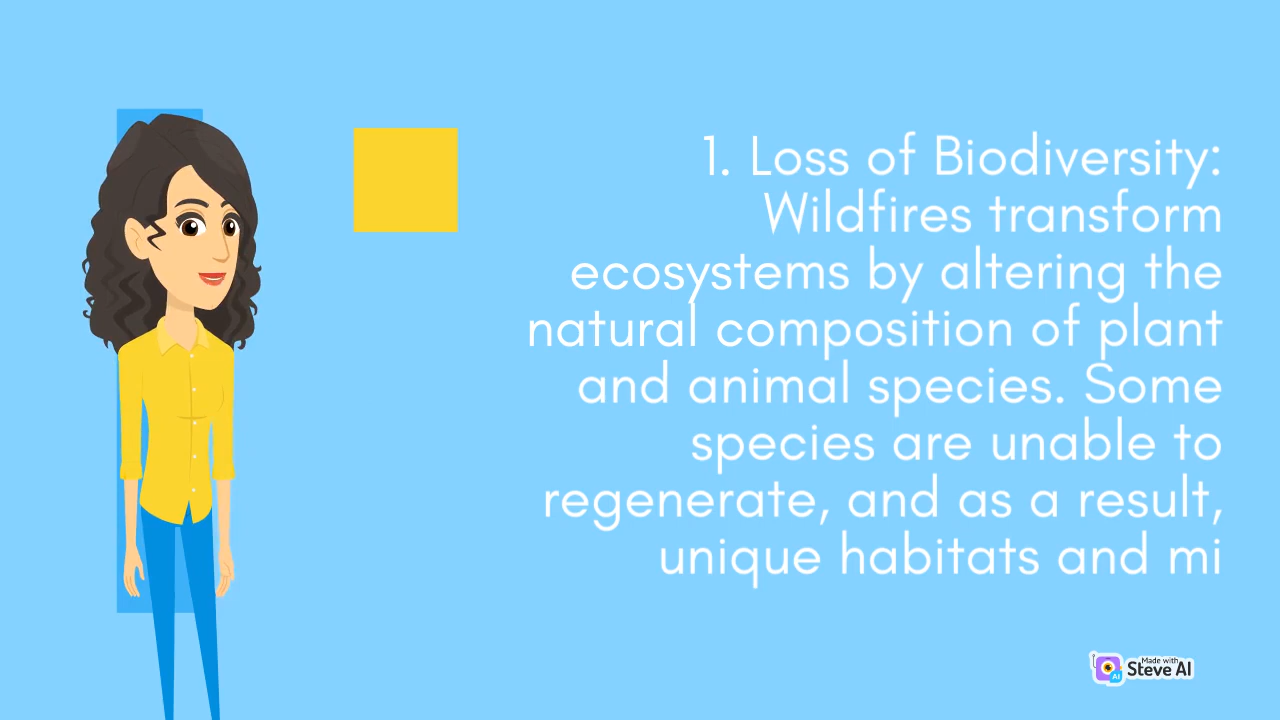 1. Loss of Biodiversity:
Wildfires transform
ecosystems by altering the
natural composition of plant
and animal species. Some
species are unable to
regenerate, and as a result,
unique habitats and mi
Made with
Steve AI
AI